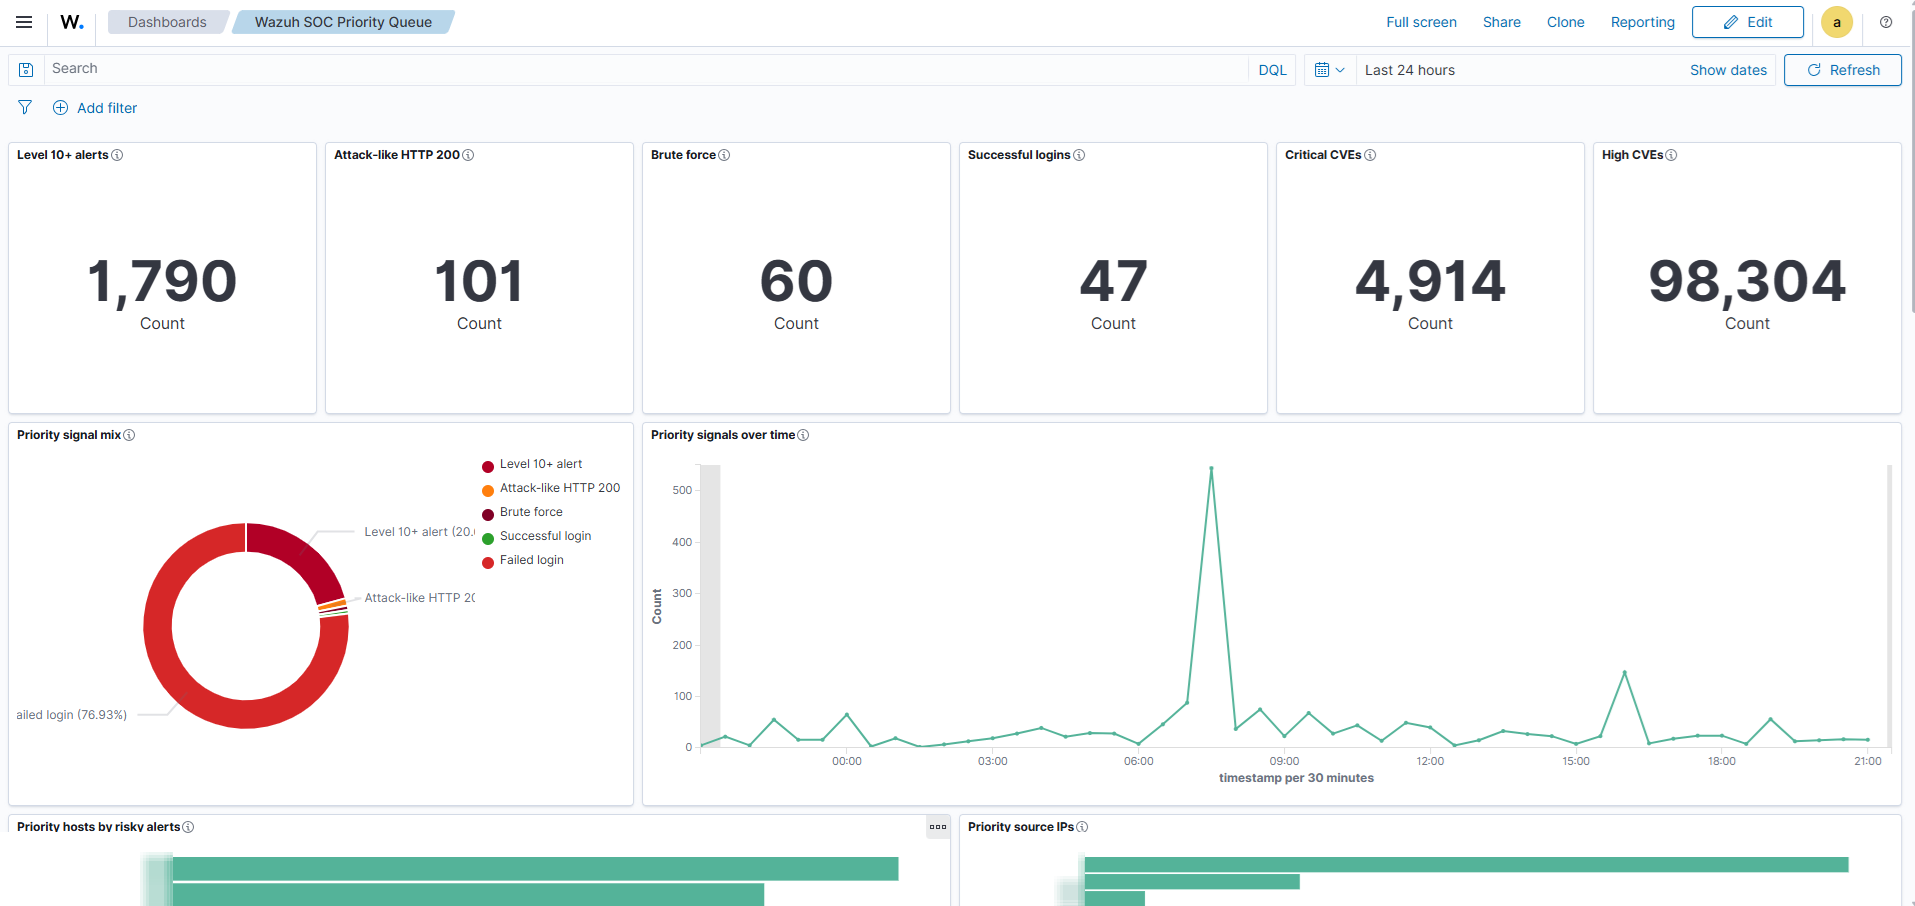 W.
Dashboards
Wazuh SOC Priority Queue
Full screen
Share
Clone
Reporting
Edit
a
Search
DQL
Last 24 hours
Show dates
Refresh
Add filter
Level 10+ alerts
1,790
Count
Attack-like HTTP 200
101
Count
Brute force
60
Count
Successful logins
47
Count
Critical CVEs
4,914
Count
High CVEs
98,304
Count
Priority signal mix
Level 10+ alert
Attack-like HTTP 200
Brute force
Successful login
Failed login
Level 10+ alert (20.
Attack-like HTTP 20
ailed login (76.93%)
Priority signals over time
500
400
300
200
100
0
Count
00:00
03:00
06:00
09:00
12:00
15:00
18:00
21:00
timestamp per 30 minutes
Priority hosts by risky alerts
Priority source IPs